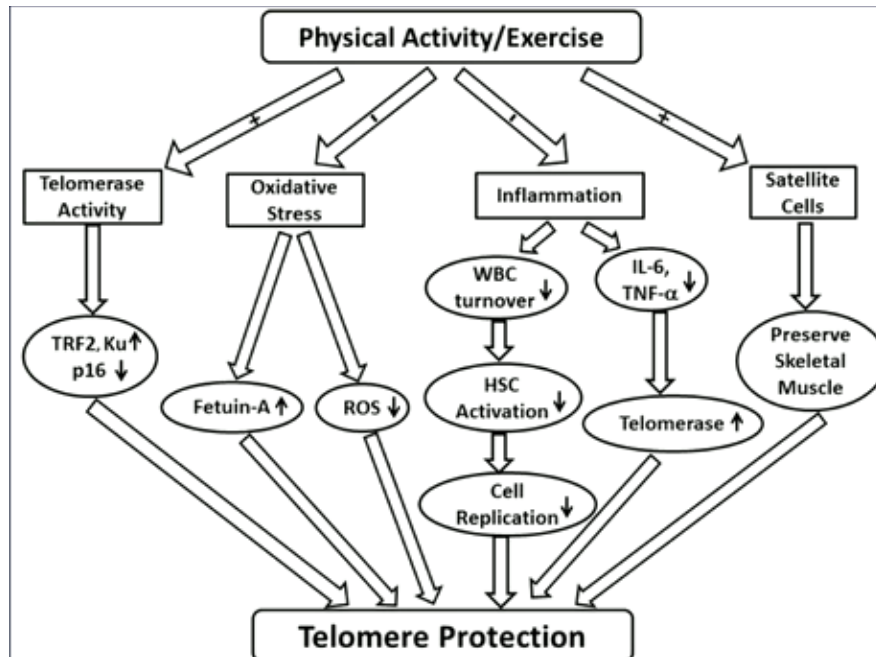 Physical Activity/Exercise
+
-
-
+
Telomerase
Activity
Oxidative
Stress
Inflammation
Satellite
Cells
WBC
turnover ↓
IL-6,
TNF-α ↓
TRF2, Ku↑
p16 ↓
Preserve
Skeletal
Muscle
Fetuin-A ↑
ROS ↓
HSC
Activation ↓
Telomerase ↑
Cell
Replication ↓
Telomere Protection